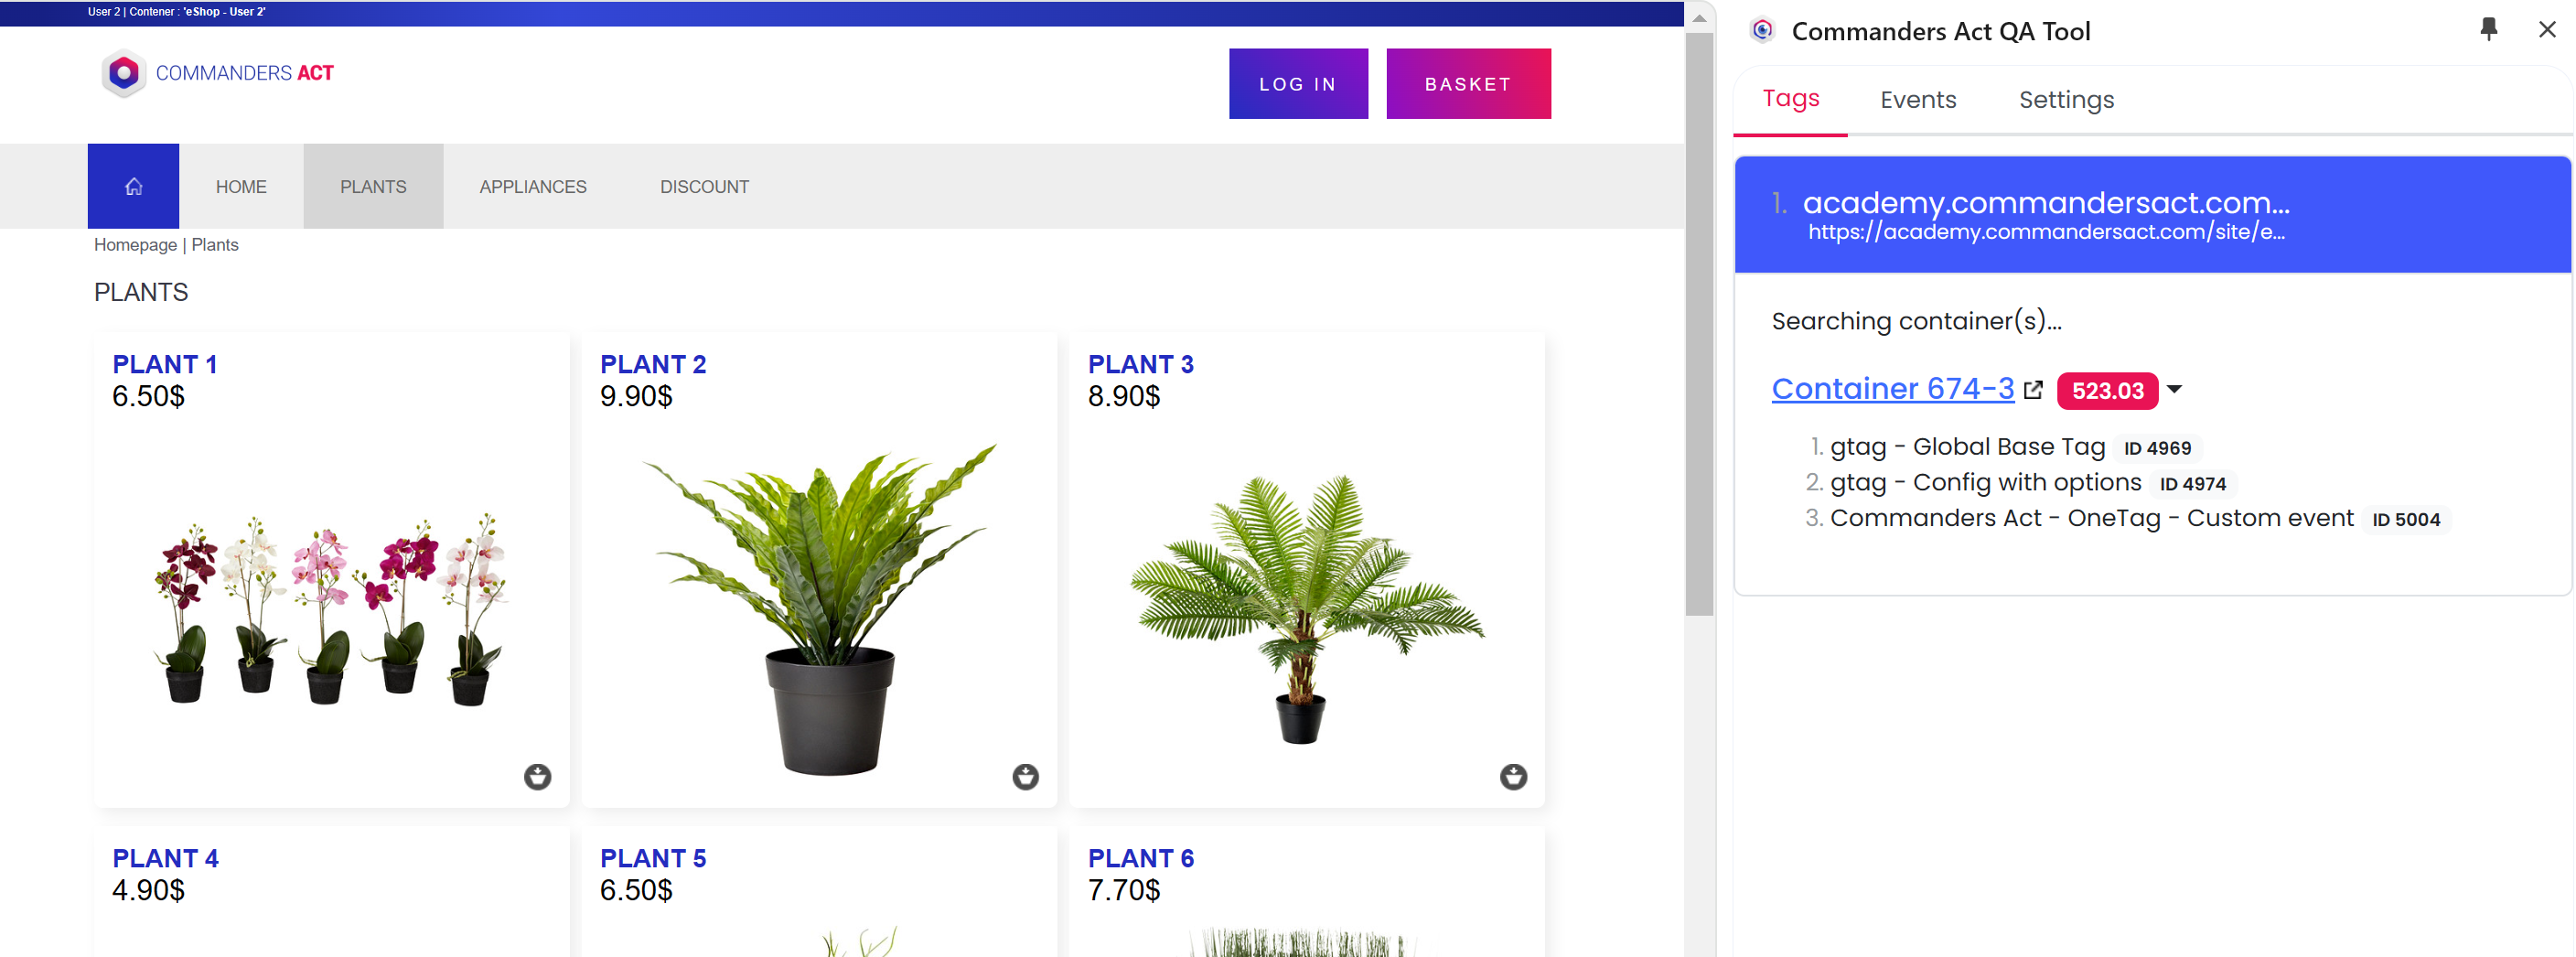 User 2 | Contener : 'eShop - User 2'
COMMANDERS ACT
LOG IN
BASKET
HOME
PLANTS
APPLIANCES
DISCOUNT
Homepage | Plants
PLANTS
PLANT 1
6.50$
PLANT 2
9.90$
PLANT 3
8.90$
PLANT 4
4.90$
PLANT 5
6.50$
PLANT 6
7.70$
Commanders Act QA Tool
Tags
Events
Settings
1. academy.commandersact.com...
https://academy.commandersact.com/site/e...
Searching container(s)...
Container 674-3 523.03
1. gtag - Global Base Tag ID 4969
2. gtag - Config with options ID 4974
3. Commanders Act - OneTag - Custom event ID 5004